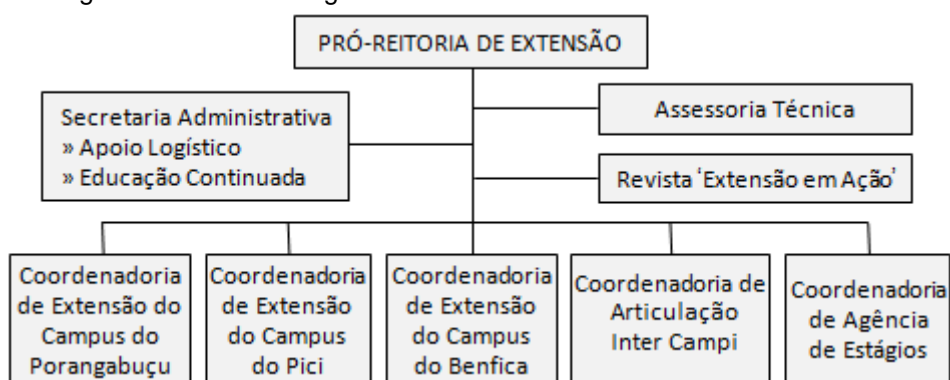 PRÓ-REITORIA DE EXTENSÃO
Secretaria Administrativa
» Apoio Logístico
» Educação Continuada
Assessoria Técnica
Revista 'Extensão em Ação'
Coordenadoria
de Extensão do
Campus do
Porangabuçu
Coordenadoria
de Extensão
do Campus
do Pici
Coordenadoria
de Extensão
do Campus
do Benfica
Coordenadoria de
Articulação
Inter Campi
Coordenadoria
de Agência
de Estágios